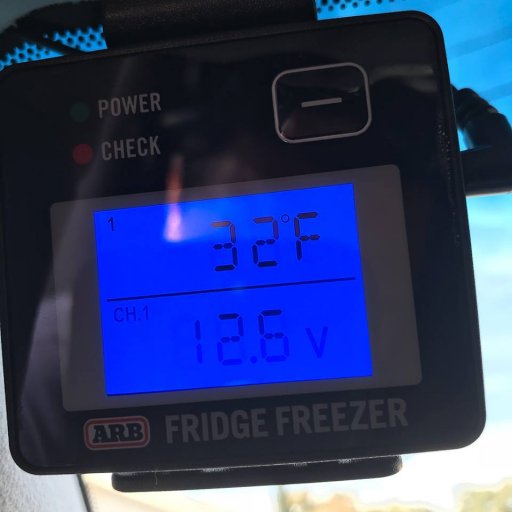 POWER
CHECK
1
32°F
CH.1
12.6 V
ARB FRIDGE FREEZER